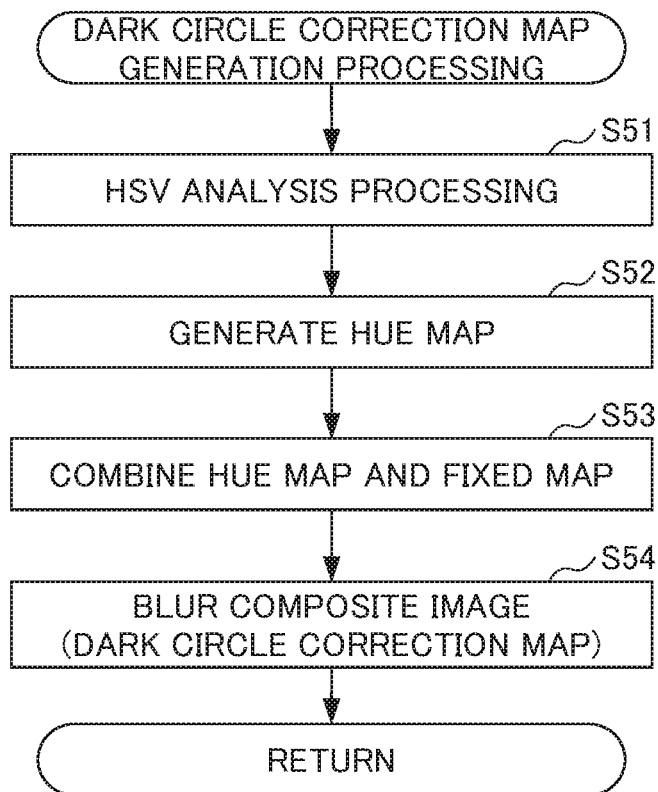 DARK CIRCLE CORRECTION MAP
GENERATION PROCESSING
S51
HSV ANALYSIS PROCESSING
S52
GENERATE HUE MAP
S53
COMBINE HUE MAP AND FIXED MAP
S54
BLUR COMPOSITE IMAGE
(DARK CIRCLE CORRECTION MAP)
RETURN